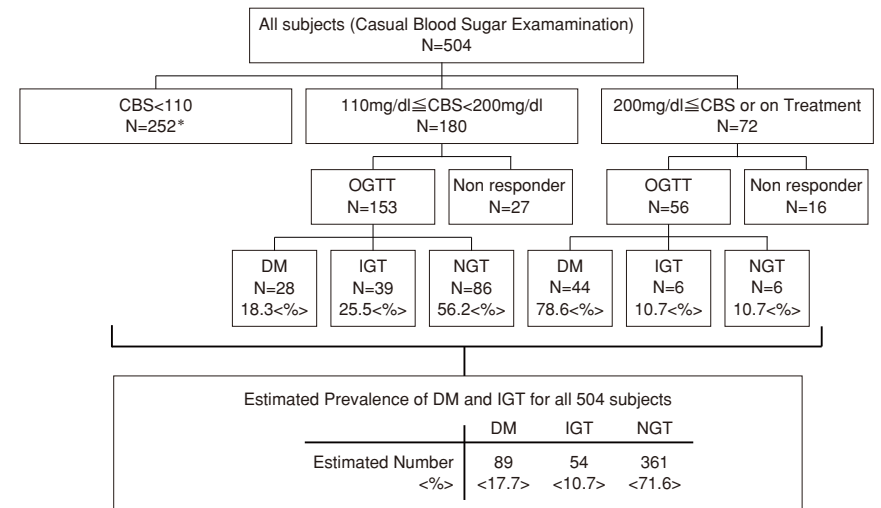 All subjects (Casual Blood Sugar Examamination)
N=504
CBS<110
N=252*
110mg/dl≦CBS<200mg/dl
N=180
200mg/dl≦CBS or on Treatment
N=72
OGTT
N=153
Non responder
N=27
OGTT
N=56
Non responder
N=16
DM
N=28
18.3<%>
IGT
N=39
25.5<%>
NGT
N=86
56.2<%>
DM
N=44
78.6<%>
IGT
N=6
10.7<%>
NGT
N=6
10.7<%>
Estimated Prevalence of DM and IGT for all 504 subjects
DM IGT NGT
Estimated Number 89 54 361
<%> <17.7> <10.7> <71.6>